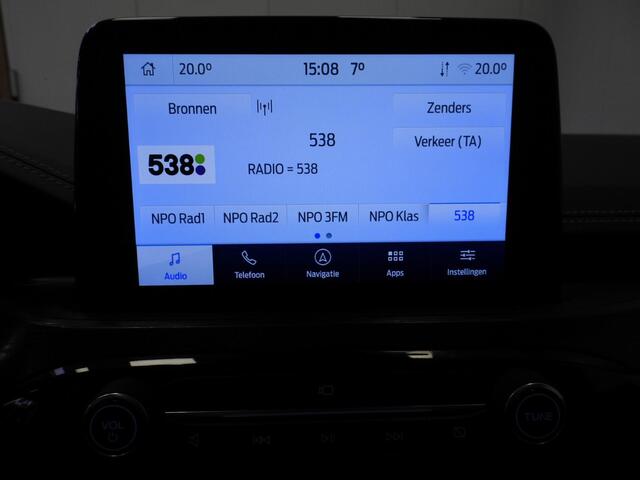 20.0° 15:08 7° 20.0°
Bronnen Zenders
538
Verkeer (TA)
538
RADIO = 538
NPO Rad1 NPO Rad2 NPO 3FM NPO Klas 538
Audio Telefoon Navigatie Apps Instellingen
VOL TUNE